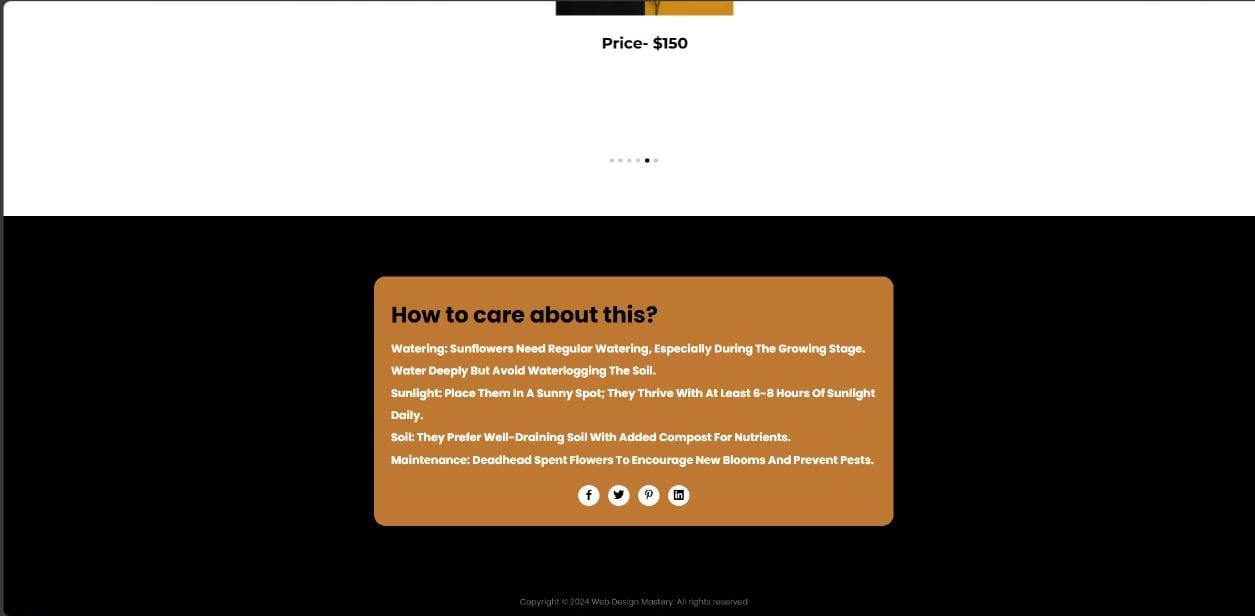 Price- $150
How to care about this?
Watering: Sunflowers Need Regular Watering, Especially During The Growing Stage.
Water Deeply But Avoid Waterlogging The Soil.
Sunlight: Place Them In A Sunny Spot; They Thrive With At Least 6-8 Hours Of Sunlight
Daily.
Soil: They Prefer Well-Draining Soil With Added Compost For Nutrients.
Maintenance: Deadhead Spent Flowers To Encourage New Blooms And Prevent Pests.
Copyright © 2024 Web Design Mastery. All rights reserved